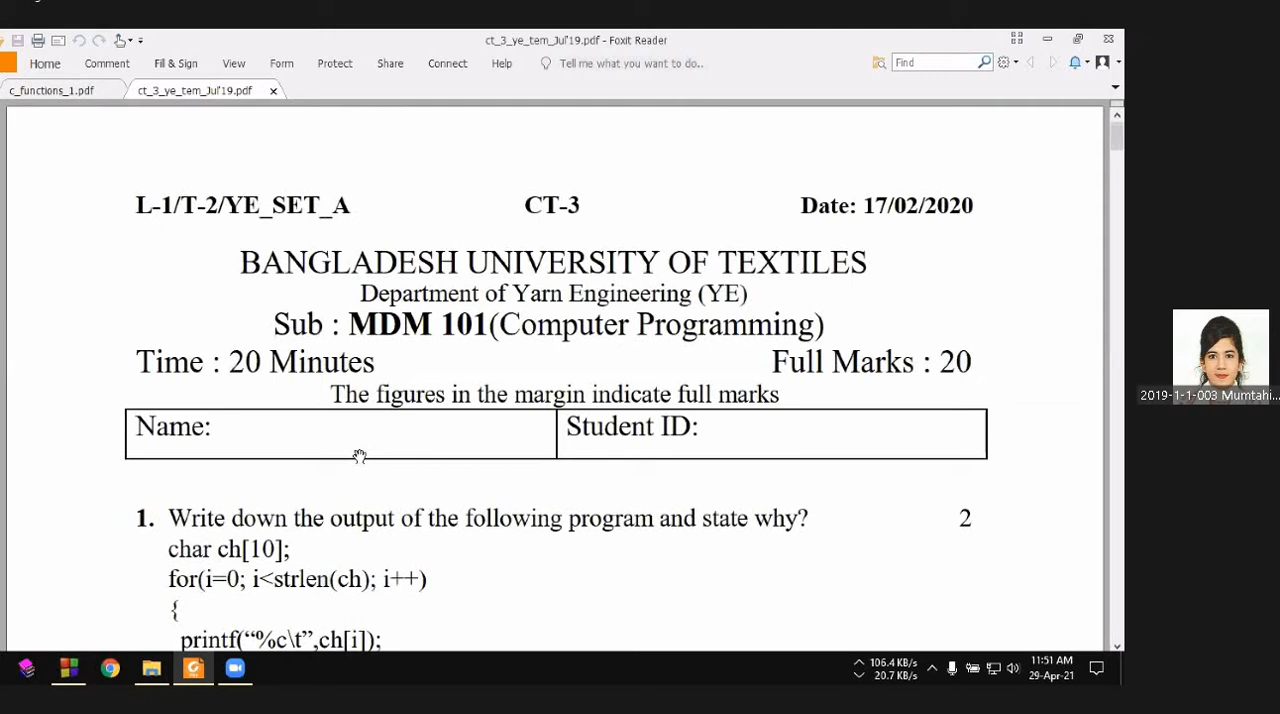 ct_3_ye_tem_Jul'19.pdf - Foxit Reader
Home Comment Fill & Sign View Form Protect Share Connect Help Tell me what you want to do.. Find
c_functions_1.pdf ct_3_ye_tem_Jul'19.pdf
L-1/T-2/YE_SET_A CT-3 Date: 17/02/2020
BANGLADESH UNIVERSITY OF TEXTILES
Department of Yarn Engineering (YE)
Sub : MDM 101(Computer Programming)
Time : 20 Minutes Full Marks : 20
The figures in the margin indicate full marks
Name: Student ID:
2019-1-1-003 Mumtahi...
1. Write down the output of the following program and state why? 2
char ch[10];
for(i=0; i<strlen(ch); i++)
{
printf(“%c\t”,ch[i]);
106.4 KB/s
20.7 KB/s
11:51 AM
29-Apr-21